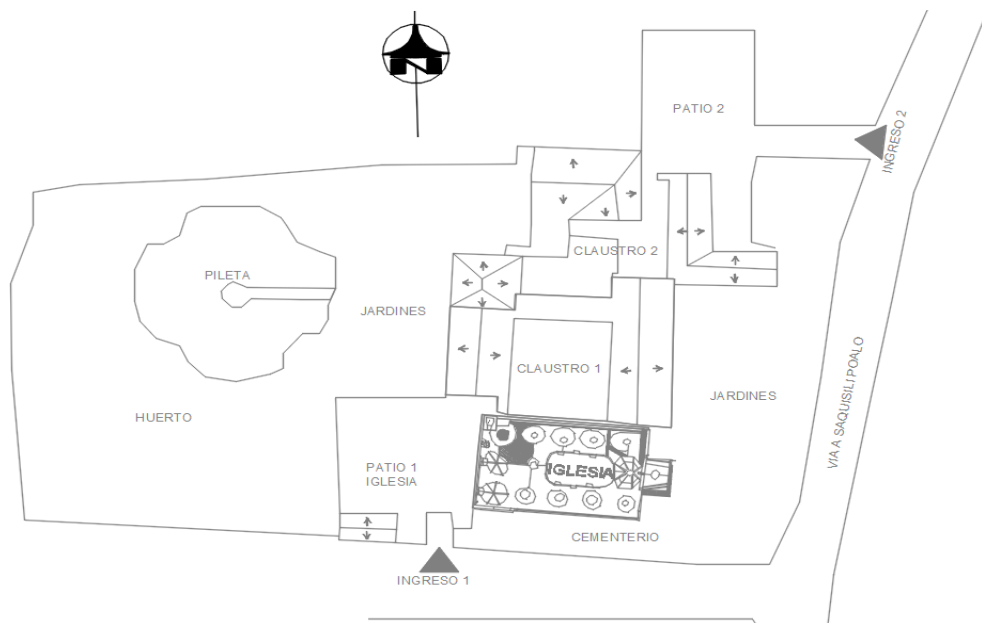 N
PATIO 2
INGRESO 2
CLAUSTRO 2
PILETA
JARDINES
CLAUSTRO 1
JARDINES
HUERTO
VIA A SAQUISILI POALO
PATIO 1
IGLESIA
IGLESIA
CEMENTERIO
INGRESO 1